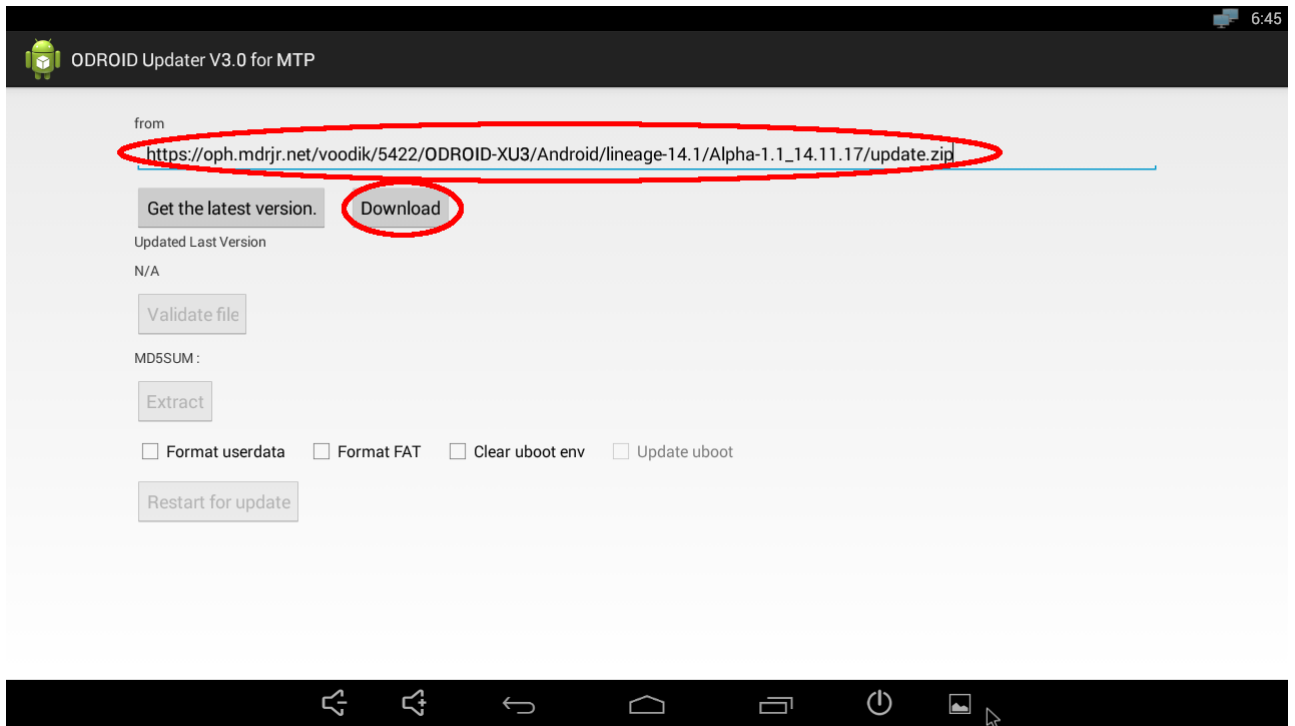 6:45
ODROID Updater V3.0 for MTP
from
https://oph.mdrjr.net/voodik/5422/ODROID-XU3/Android/lineage-14.1/Alpha-1.1_14.11.17/update.zip
Get the latest version. Download
Updated Last Version
N/A
Validate file
MD5SUM :
Extract
Format userdata Format FAT Clear uboot env Update uboot
Restart for update